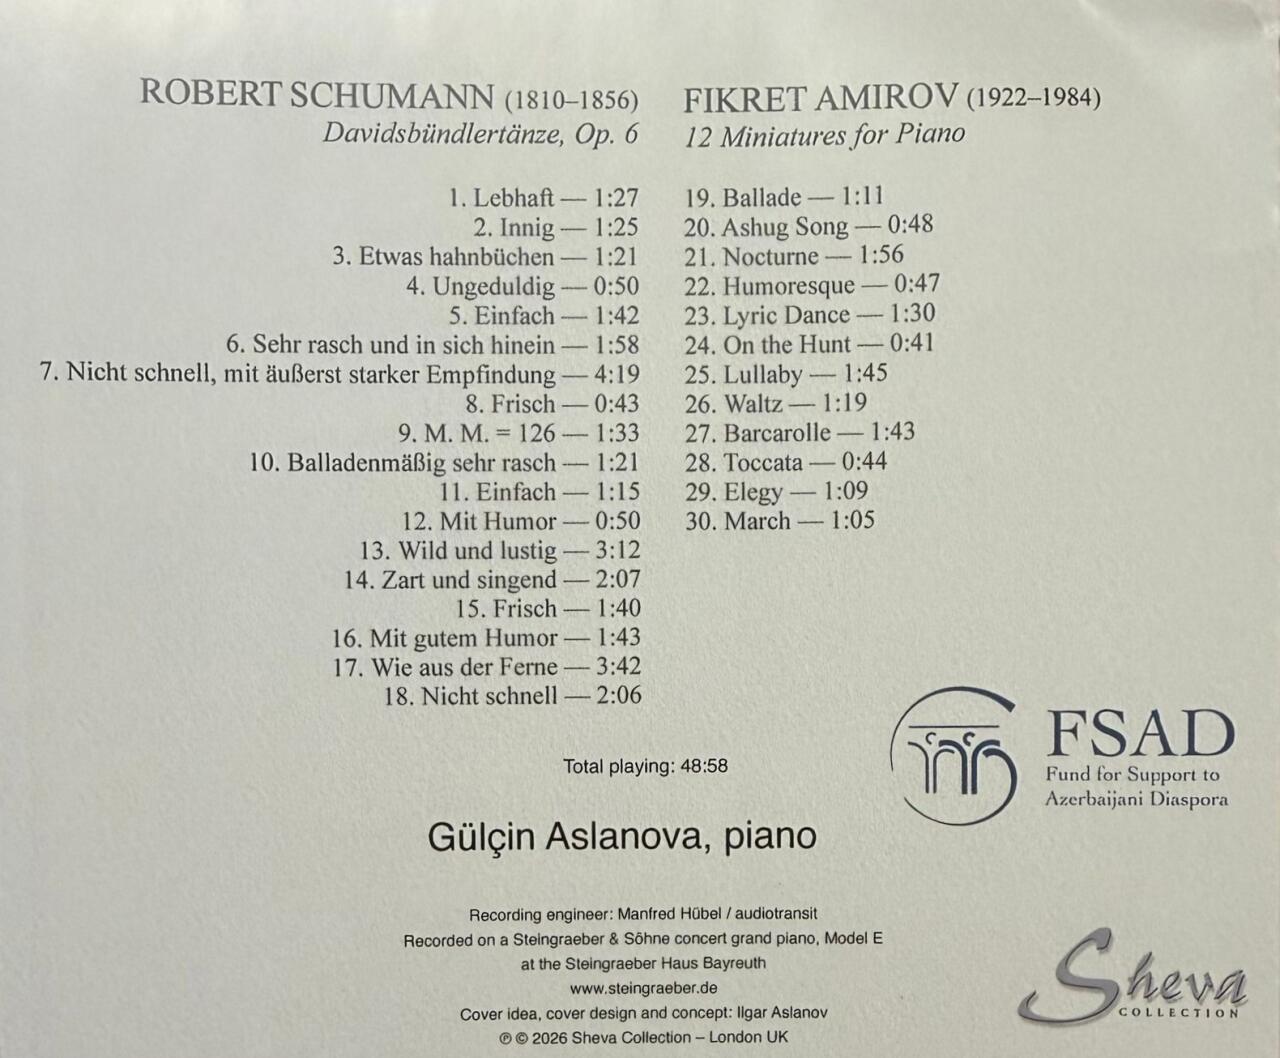 ROBERT SCHUMANN (1810–1856)
Davidsbündlertänze, Op. 6
1. Lebhaft — 1:27
2. Innig — 1:25
3. Etwas hahnbüchen — 1:21
4. Ungeduldig — 0:50
5. Einfach — 1:42
6. Sehr rasch und in sich hinein — 1:58
7. Nicht schnell, mit äußerst starker Empfindung — 4:19
8. Frisch — 0:43
9. M. M. = 126 — 1:33
10. Balladenmäßig sehr rasch — 1:21
11. Einfach — 1:15
12. Mit Humor — 0:50
13. Wild und lustig — 3:12
14. Zart und singend — 2:07
15. Frisch — 1:40
16. Mit gutem Humor — 1:43
17. Wie aus der Ferne — 3:42
18. Nicht schnell — 2:06
FIKRET AMIROV (1922–1984)
12 Miniatures for Piano
19. Ballade — 1:11
20. Ashug Song — 0:48
21. Nocturne — 1:56
22. Humoresque — 0:47
23. Lyric Dance — 1:30
24. On the Hunt — 0:41
25. Lullaby — 1:45
26. Waltz — 1:19
27. Barcarolle — 1:43
28. Toccata — 0:44
29. Elegy — 1:09
30. March — 1:05
Total playing: 48:58
FSAD
Fund for Support to
Azerbaijani Diaspora
Gülçin Aslanova, piano
Recording engineer: Manfred Hübel / audiotransit
Recorded on a Steingraeber & Söhne concert grand piano, Model E
at the Steingraeber Haus Bayreuth
www.steingraeber.de
Cover idea, cover design and concept: Ilgar Aslanov
℗ © 2026 Sheva Collection – London UK
Sheva
COLLECTION